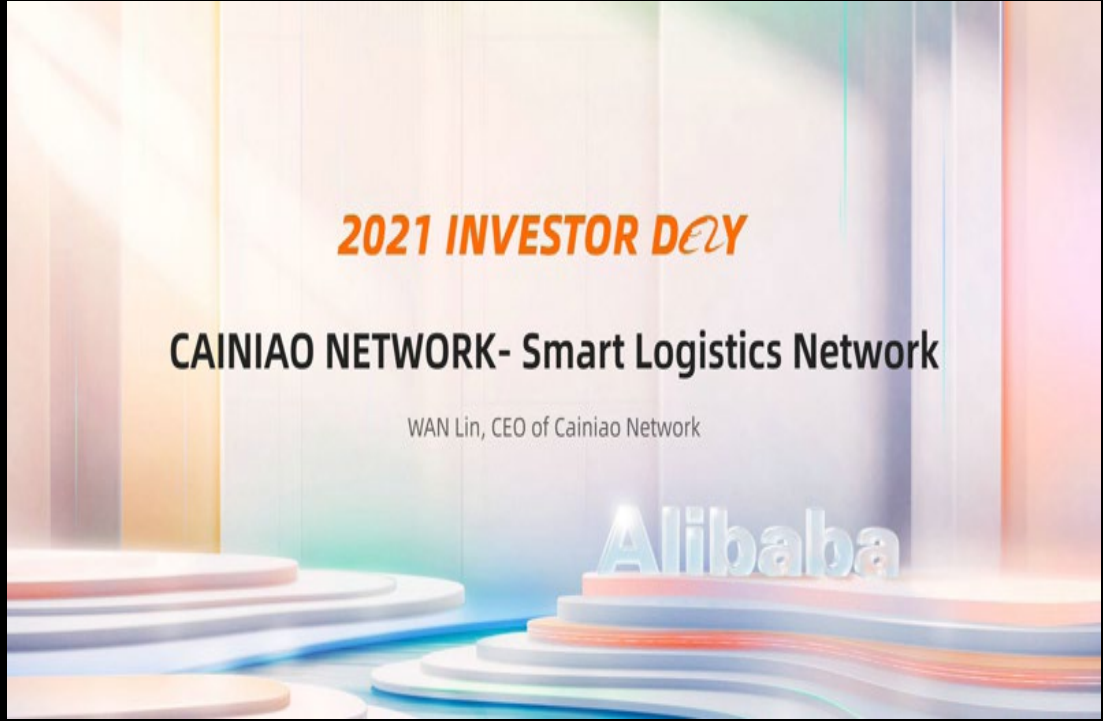 2021 INVESTOR DAY
CAINIAO NETWORK- Smart Logistics Network
WAN Lin, CEO of Cainiao Network
Alibaba